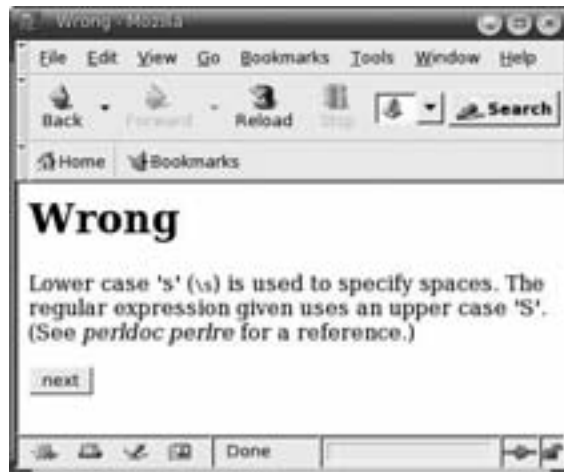 Wrong - Mozilla
File Edit View Go Bookmarks Tools Window Help
Back Forward Reload Stop Search
Home Bookmarks
Wrong
Lower case 's' (\s) is used to specify spaces. The
regular expression given uses an upper case 'S'.
(See perldoc perlre for a reference.)
next
Done